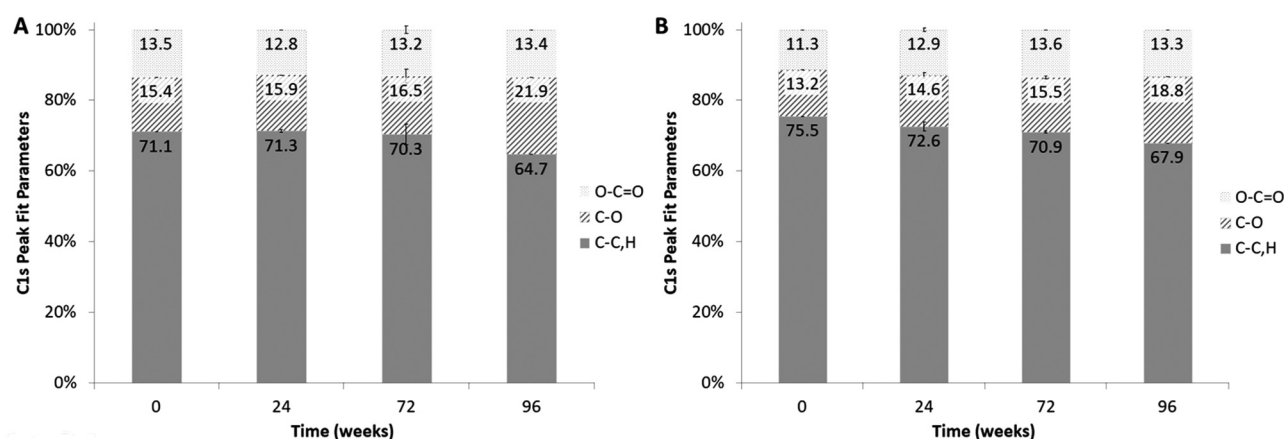 A
C1s Peak Fit Parameters
100%
80%
60%
40%
20%
0%
13.5 12.8 13.2 13.4
15.4 15.9 16.5 21.9
71.1 71.3 70.3 64.7
0 24 72 96
Time (weeks)
O-C=O
C-O
C-C,H
B
C1s Peak Fit Parameters
100%
80%
60%
40%
20%
0%
11.3 12.9 13.6 13.3
13.2 14.6 15.5 18.8
75.5 72.6 70.9 67.9
0 24 72 96
Time (weeks)
O-C=O
C-O
C-C,H